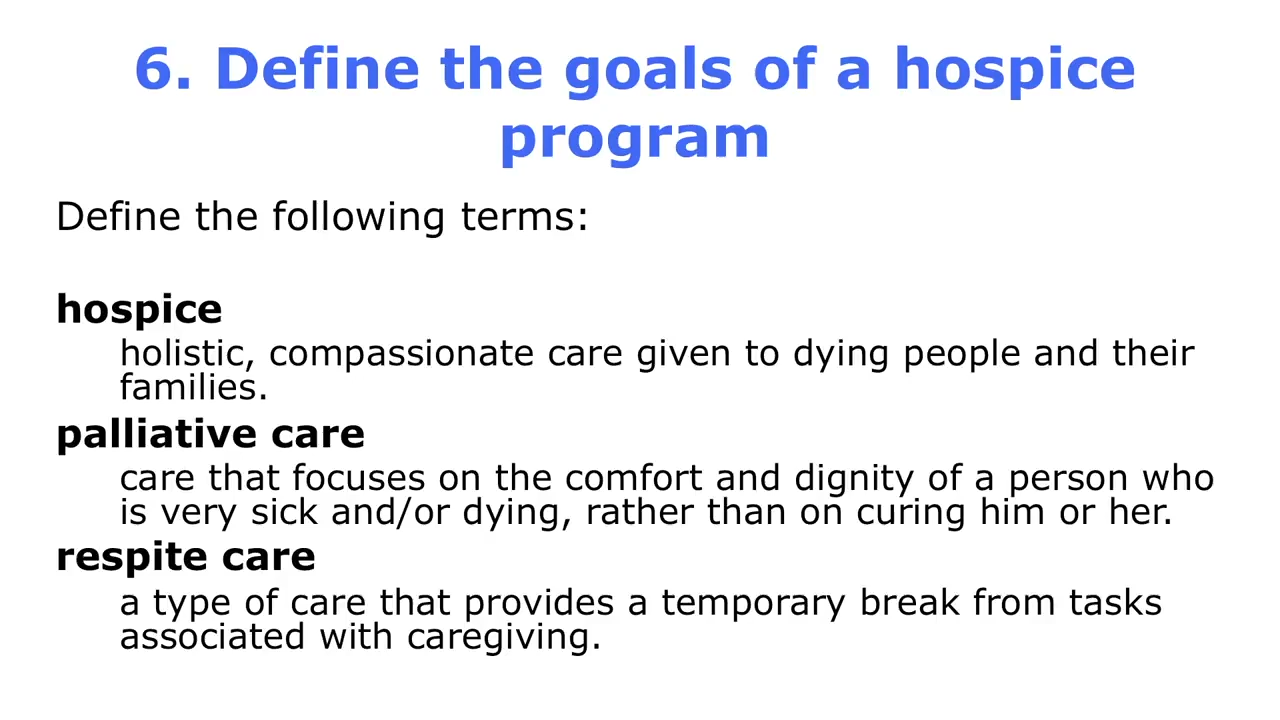 6. Define the goals of a hospice
program
Define the following terms:
hospice
holistic, compassionate care given to dying people and their
families.
palliative care
care that focuses on the comfort and dignity of a person who
is very sick and/or dying, rather than on curing him or her.
respite care
a type of care that provides a temporary break from tasks
associated with caregiving.